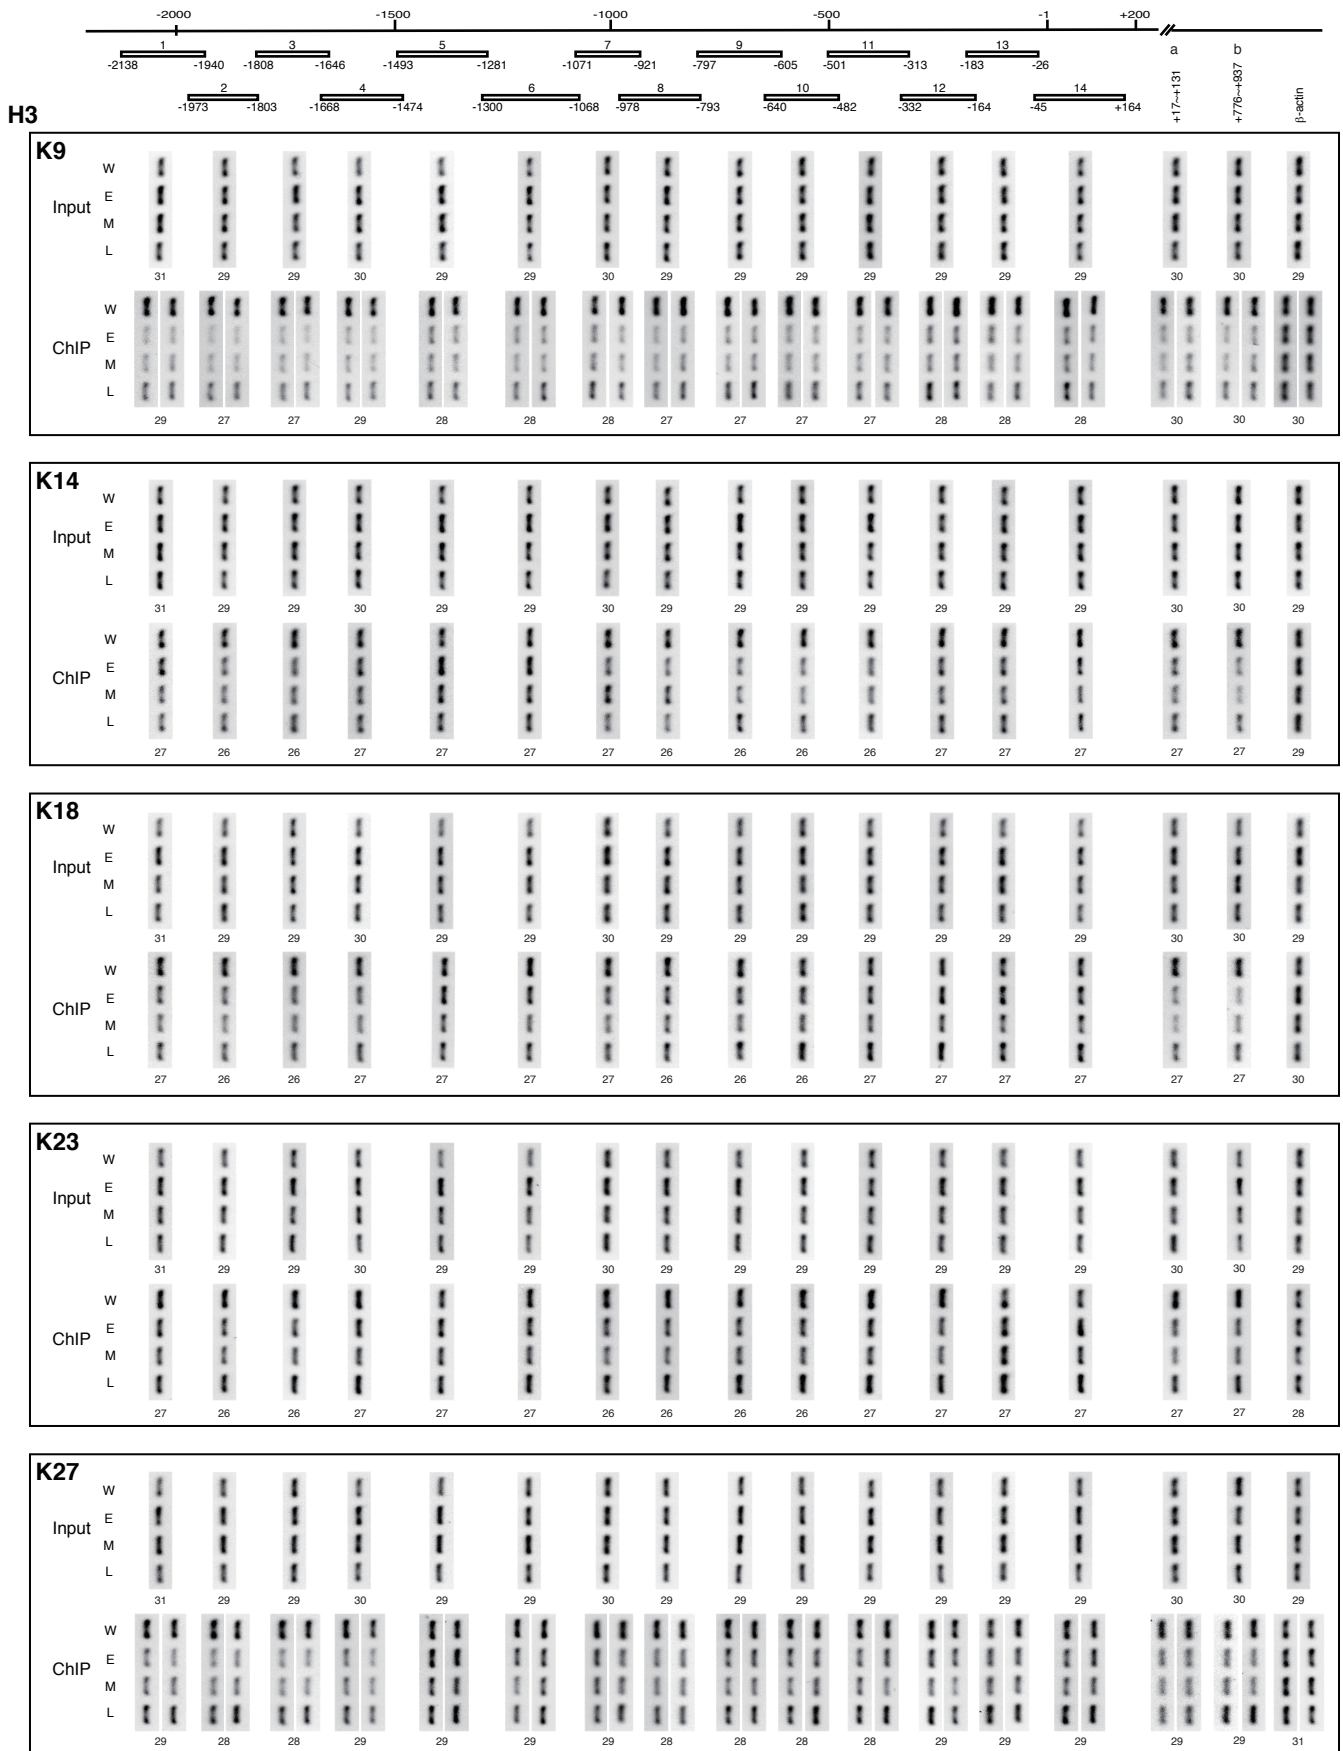 -2000 -1500 -1000 -500 -1 +200
1 3 5 7 9 11 13 a b
-2138 -1940 -1808 -1646 -1493 -1281 -1071 -921 -797 -605 -501 -313 -183 -26
2 4 6 8 10 12 14
-1973 -1803 -1668 -1474 -1300 -1068 -978 -793 -640 -482 -332 -164 -45 +164
+17~+131 +776~+937 β-actin
H3
K9
W
E
Input
M
L
31 29 29 30 29 29 30 29 29 29 29 29 29 29 30 30 29
W
E
ChIP
M
L
29 27 27 29 28 28 28 27 27 27 27 28 28 28 30 30 30
K14
W
E
Input
M
L
31 29 29 30 29 29 30 29 29 29 29 29 29 29 30 30 29
W
E
ChIP
M
L
27 26 26 27 27 27 27 26 26 26 26 27 27 27 27 27 29
K18
W
E
Input
M
L
31 29 29 30 29 29 30 29 29 29 29 29 29 29 30 30 29
W
E
ChIP
M
L
27 26 26 27 27 27 27 26 26 26 27 27 27 27 27 27 30
K23
W
E
Input
M
L
31 29 29 30 29 29 30 29 29 29 29 29 29 29 30 30 29
W
E
ChIP
M
L
27 26 26 27 27 27 26 26 26 26 27 27 27 27 27 27 28
K27
W
E
Input
M
L
31 29 29 30 29 29 30 29 29 29 29 29 29 29 30 30 29
W
E
ChIP
M
L
29 28 28 29 29 29 29 28 28 28 28 29 29 29 29 29 31